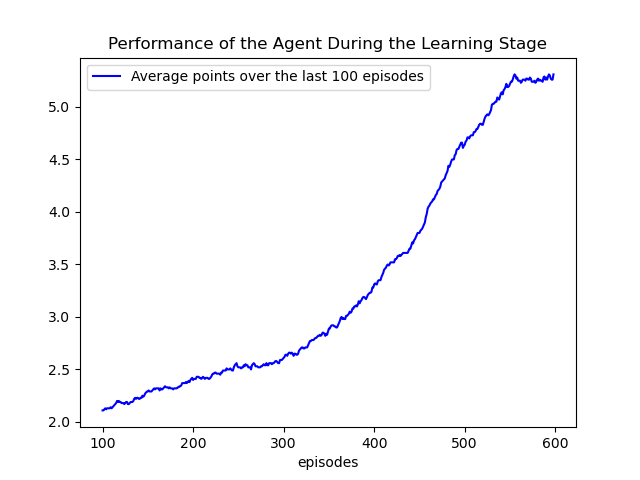 Performance of the Agent During the Learning Stage
Average points over the last 100 episodes
5.0
4.5
4.0
3.5
3.0
2.5
2.0
100 200 300 400 500 600
episodes